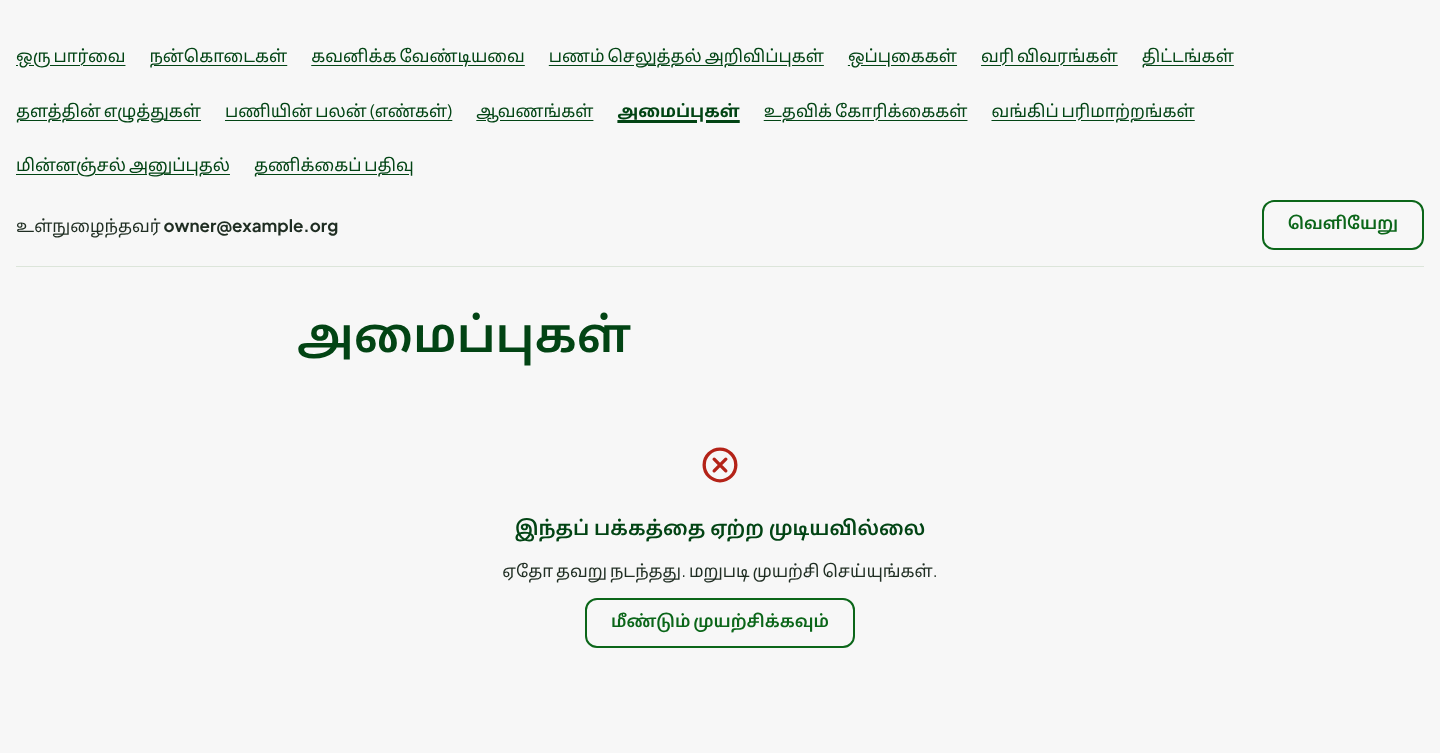 ஒரு பார்வை நன்கொடைகள் கவனிக்க வேண்டியவை பணம் செலுத்தல் அறிவிப்புகள் ஒப்புகைகள் வரி விவரங்கள் திட்டங்கள்
தளத்தின் எழுத்துகள் பணியின் பலன் (எண்கள்) ஆவணங்கள் அமைப்புகள் உதவிக் கோரிக்கைகள் வங்கிப் பரிமாற்றங்கள்
மின்னஞ்சல் அனுப்புதல் தணிக்கைப் பதிவு
உள்நுழைந்தவர் owner@example.org வெளியேறு
அமைப்புகள்
இந்தப் பக்கத்தை ஏற்ற முடியவில்லை
ஏதோ தவறு நடந்தது. மறுபடி முயற்சி செய்யுங்கள்.
மீண்டும் முயற்சிக்கவும்